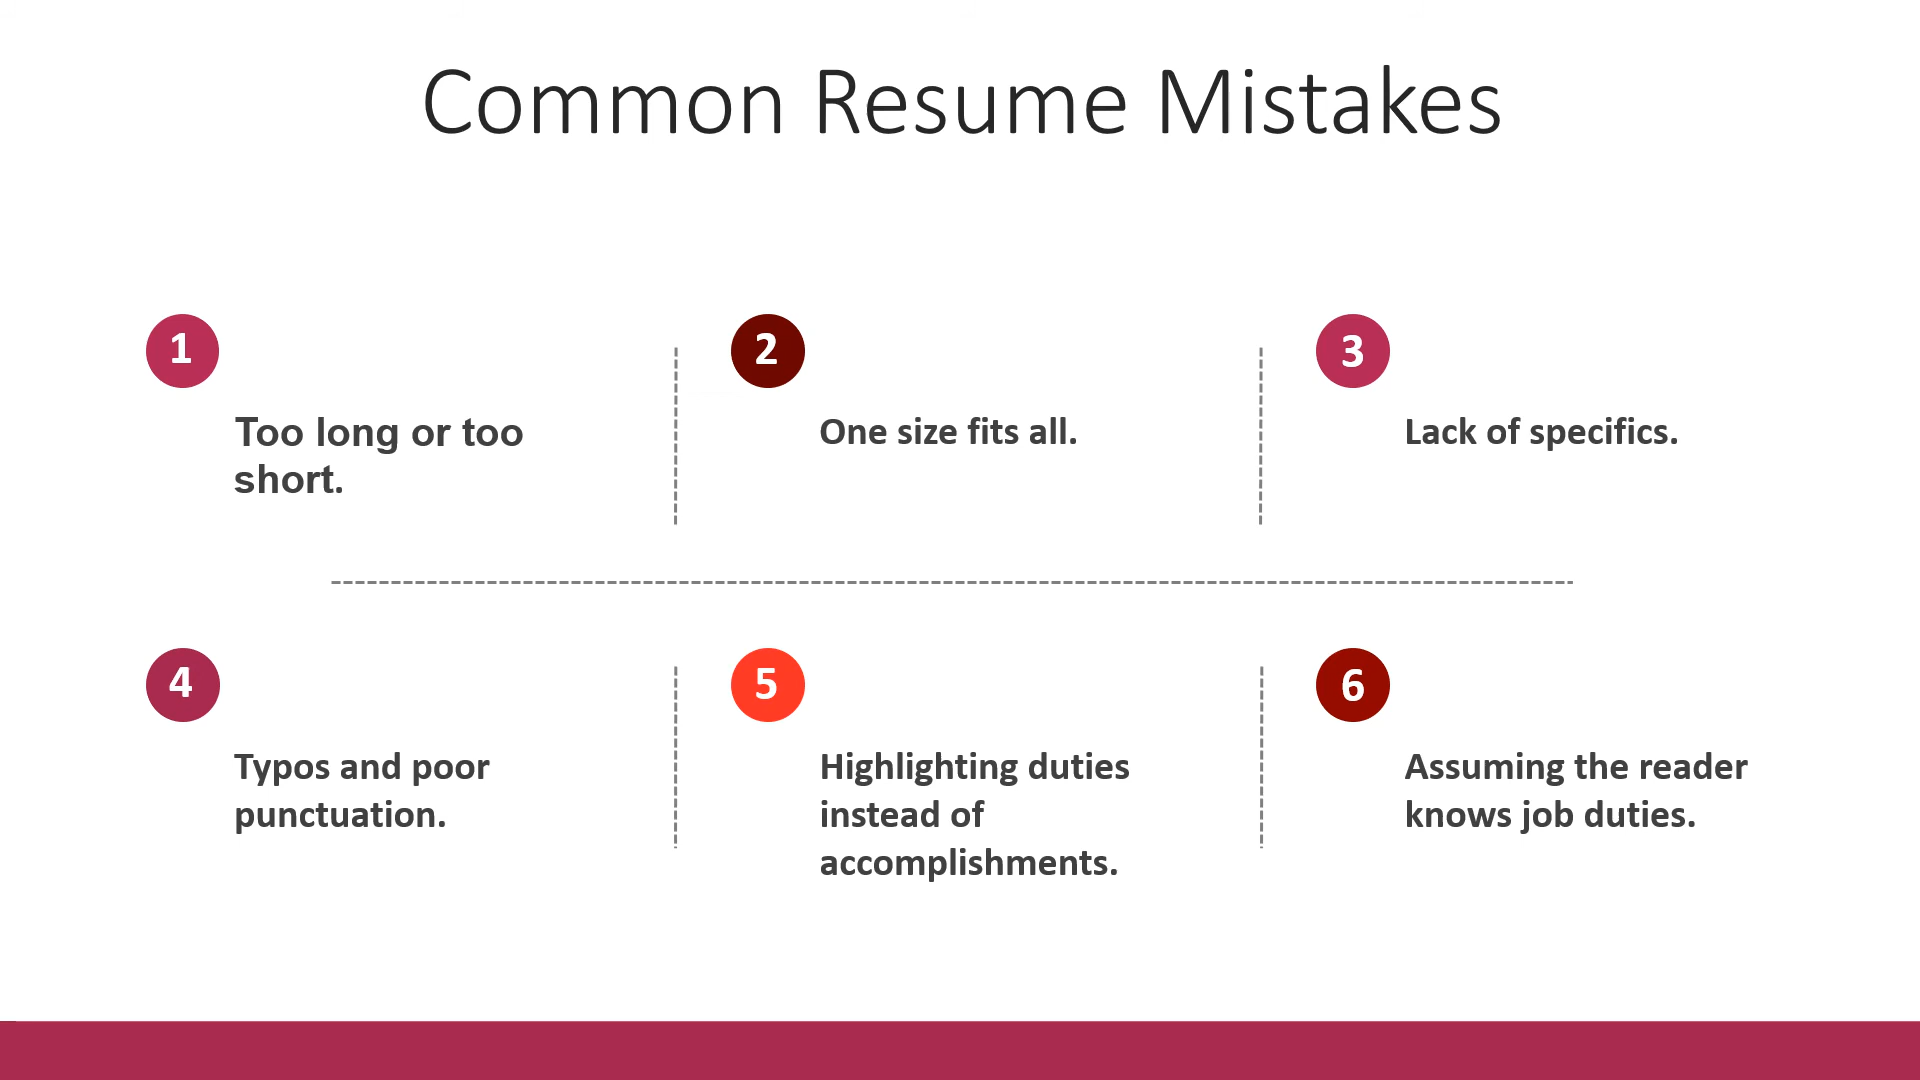 Common Resume Mistakes
1
Too long or too
short.
2
One size fits all.
3
Lack of specifics.
4
Typos and poor
punctuation.
5
Highlighting duties
instead of
accomplishments.
6
Assuming the reader
knows job duties.